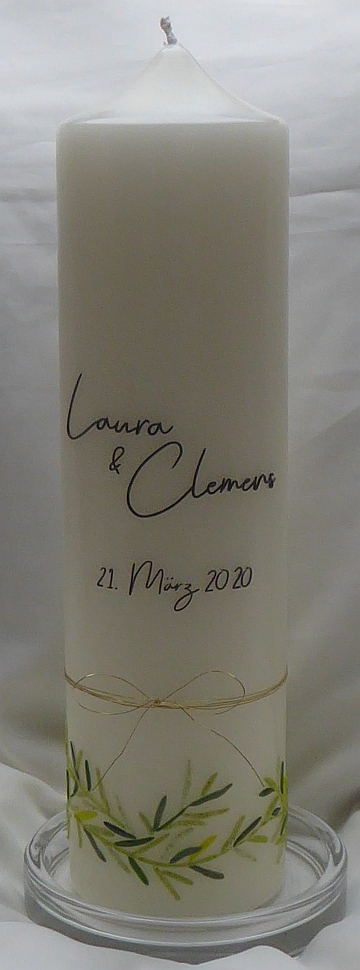 Laura
&
Clemens
21. März 2020